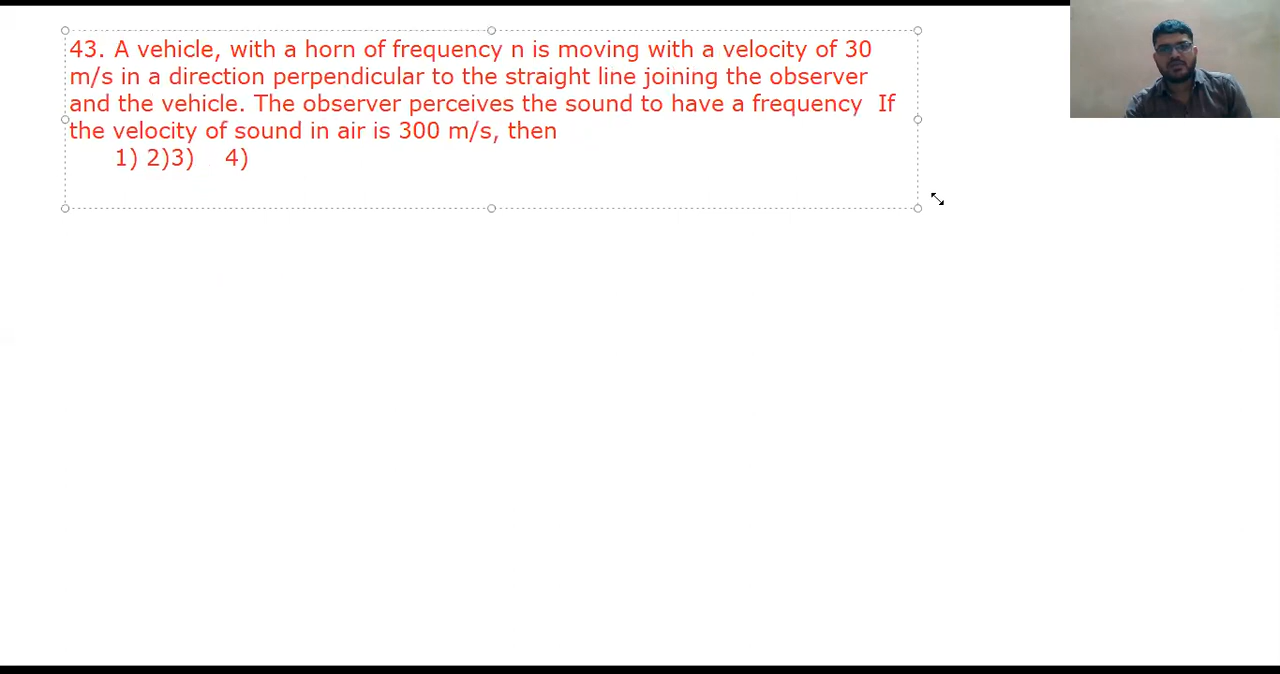 43. A vehicle, with a horn of frequency n is moving with a velocity of 30
m/s in a direction perpendicular to the straight line joining the observer
and the vehicle. The observer perceives the sound to have a frequency  If
the velocity of sound in air is 300 m/s, then
1) 2)3)    4)